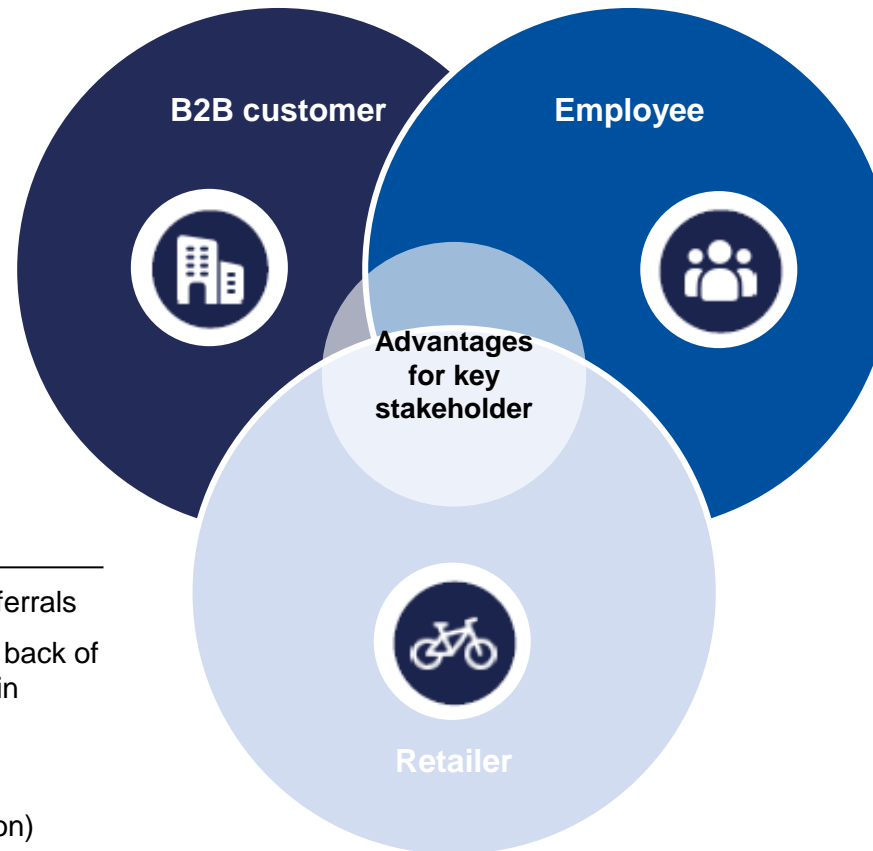 B2B customer
Employee
Advantages
for key
stakeholder
ferrals
back of
in
on)
Retailer